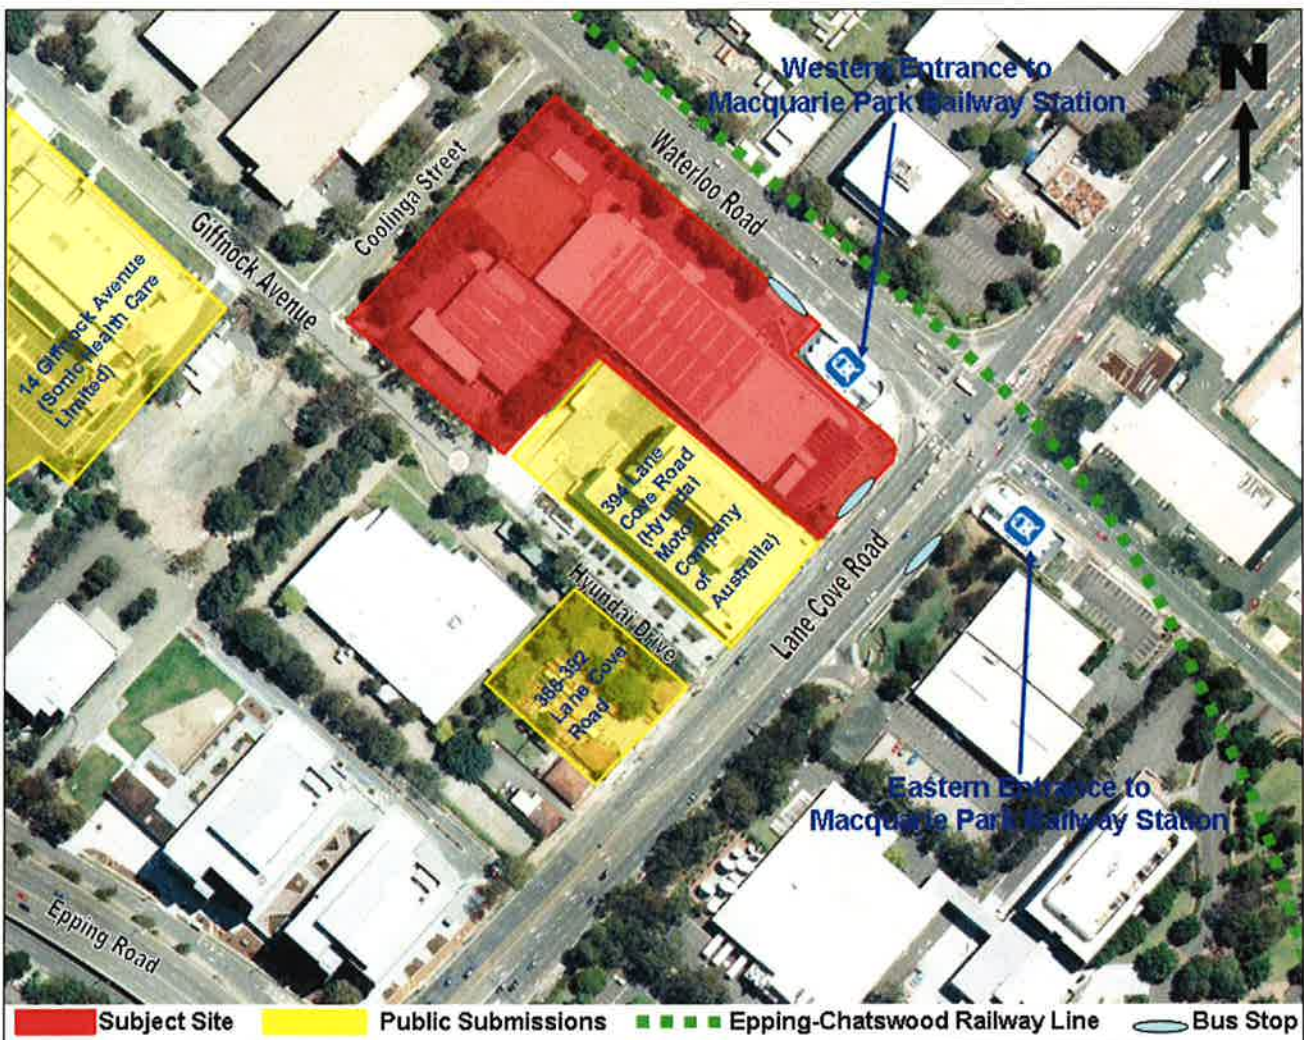 Western Entrance to
Macquarie Park Railway Station
N
Waterloo Road
Coolinga Street
Giffnock Avenue
14 Giffnock Avenue
(Sonic Health Care
Limited)
394 Lane
Cove Road
(Hyundai
Motor
Company
of
Australia)
Hyundai Drive
Lane Cove Road
388-392
Lane Cove
Road
Eastern Entrance to
Macquarie Park Railway Station
Epping Road
Subject Site
Public Submissions
Epping-Chatswood Railway Line
Bus Stop